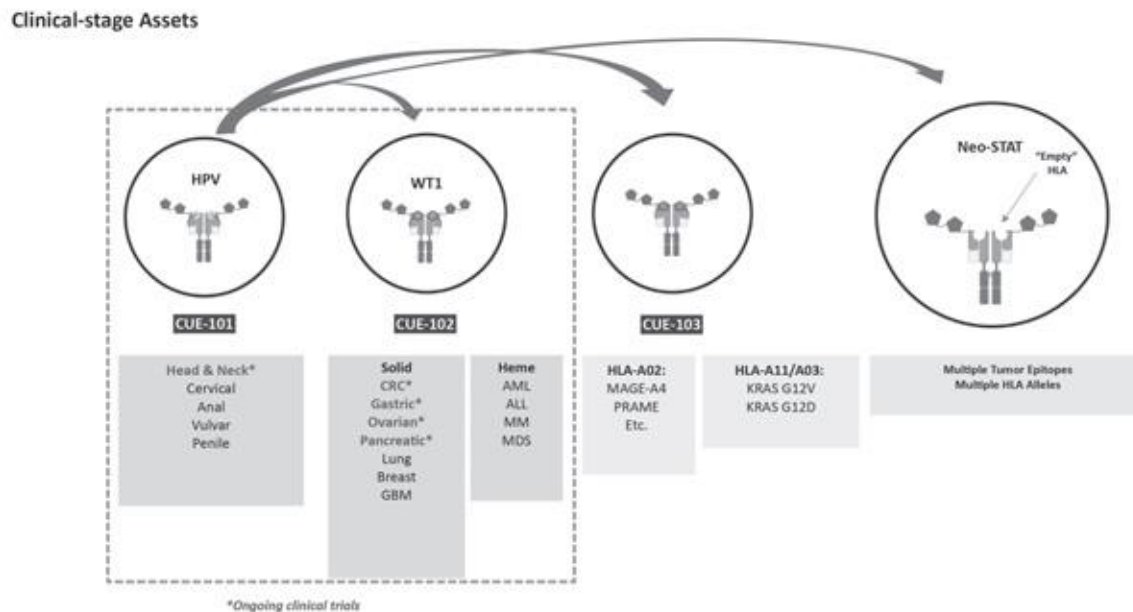 Clinical-stage Assets
HPV
WT1
Neo-STAT
"Empty"
HLA
CUE-101
CUE-102
CUE-103
Head & Neck*
Cervical
Anal
Vulvar
Penile
Solid
CRC*
Gastric*
Ovarian*
Pancreatic*
Lung
Breast
GBM
Heme
AML
ALL
MM
MDS
HLA-A02:
MAGE-A4
PRAME
Etc.
HLA-A11/A03:
KRAS G12V
KRAS G12D
Multiple Tumor Epitopes
Multiple HLA Alleles
*Ongoing clinical trials